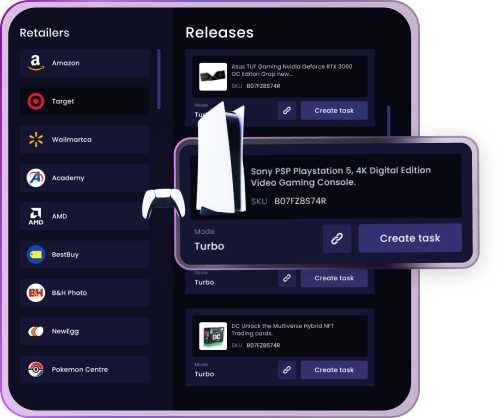 Retailers
Amazon
Target
Wallmartca
Academy
AMD
AMD
BestBuy
B&H
B&H Photo
NewEgg
Pokemon Centre
Releases
Asus TUF Gaming Nvidia Geforce RTX 3060
OC Editon Grap new...
SKU B07FZ8S74R
Mode
Turbo
Create task
Sony PSP Playstation 5, 4K Digital Edition
Video Gaming Console.
SKU B07FZ8S74R
Mode
Turbo
Create task
Turbo
Create task
DC Unlock the Multiverse Hybrid NFT
Trading cards.
SKU B07FZ8S74R
Mode
Turbo
Create task